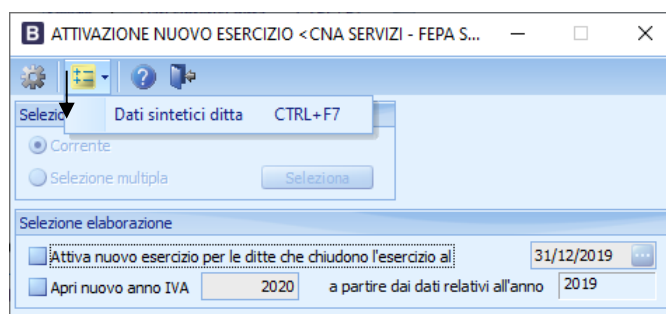 B ATTIVAZIONE NUOVO ESERCIZIO <CNA SERVIZI - FEPA S...
Dati sintetici ditta CTRL+F7
Corrente
Selezione multipla Seleziona
Selezione elaborazione
Attiva nuovo esercizio per le ditte che chiudono l'esercizio al 31/12/2019 ...
Apri nuovo anno IVA 2020 a partire dai dati relativi all'anno 2019